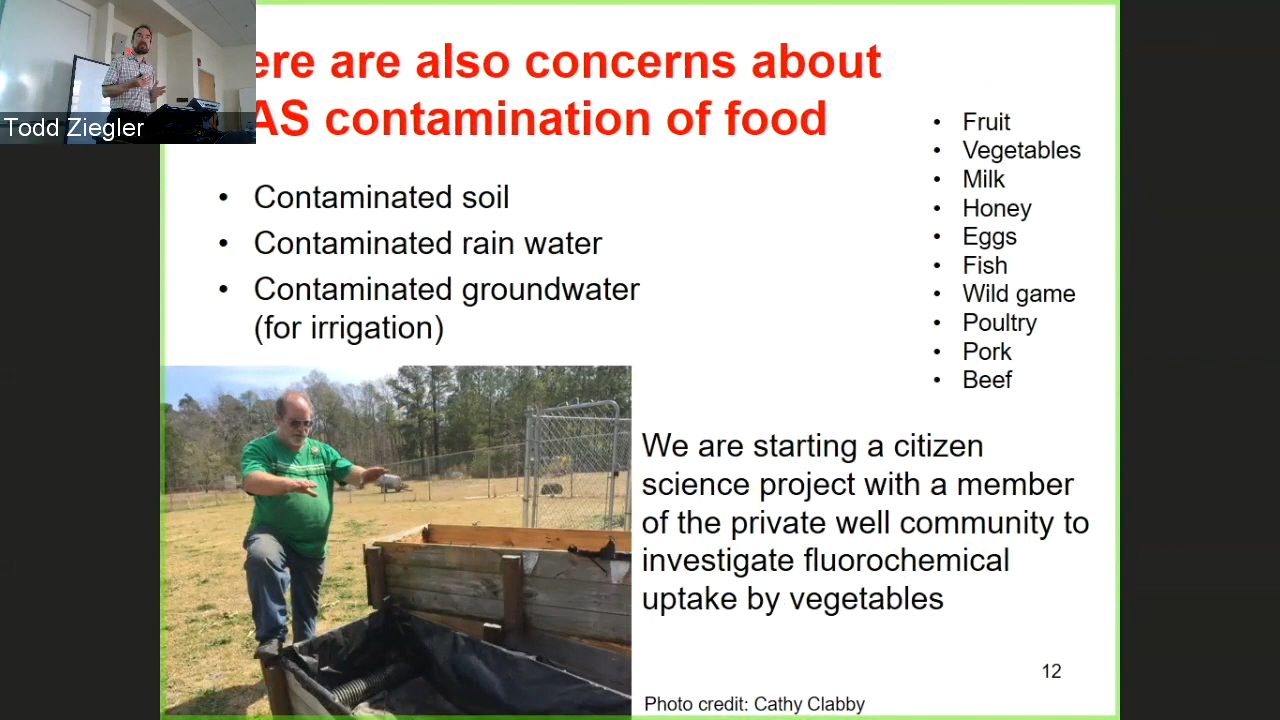 Todd Ziegler
ere are also concerns about
AS contamination of food
• Contaminated soil
• Contaminated rain water
• Contaminated groundwater
(for irrigation)
• Fruit
• Vegetables
• Milk
• Honey
• Eggs
• Fish
• Wild game
• Poultry
• Pork
• Beef
We are starting a citizen
science project with a member
of the private well community to
investigate fluorochemical
uptake by vegetables
12
Photo credit: Cathy Clabby